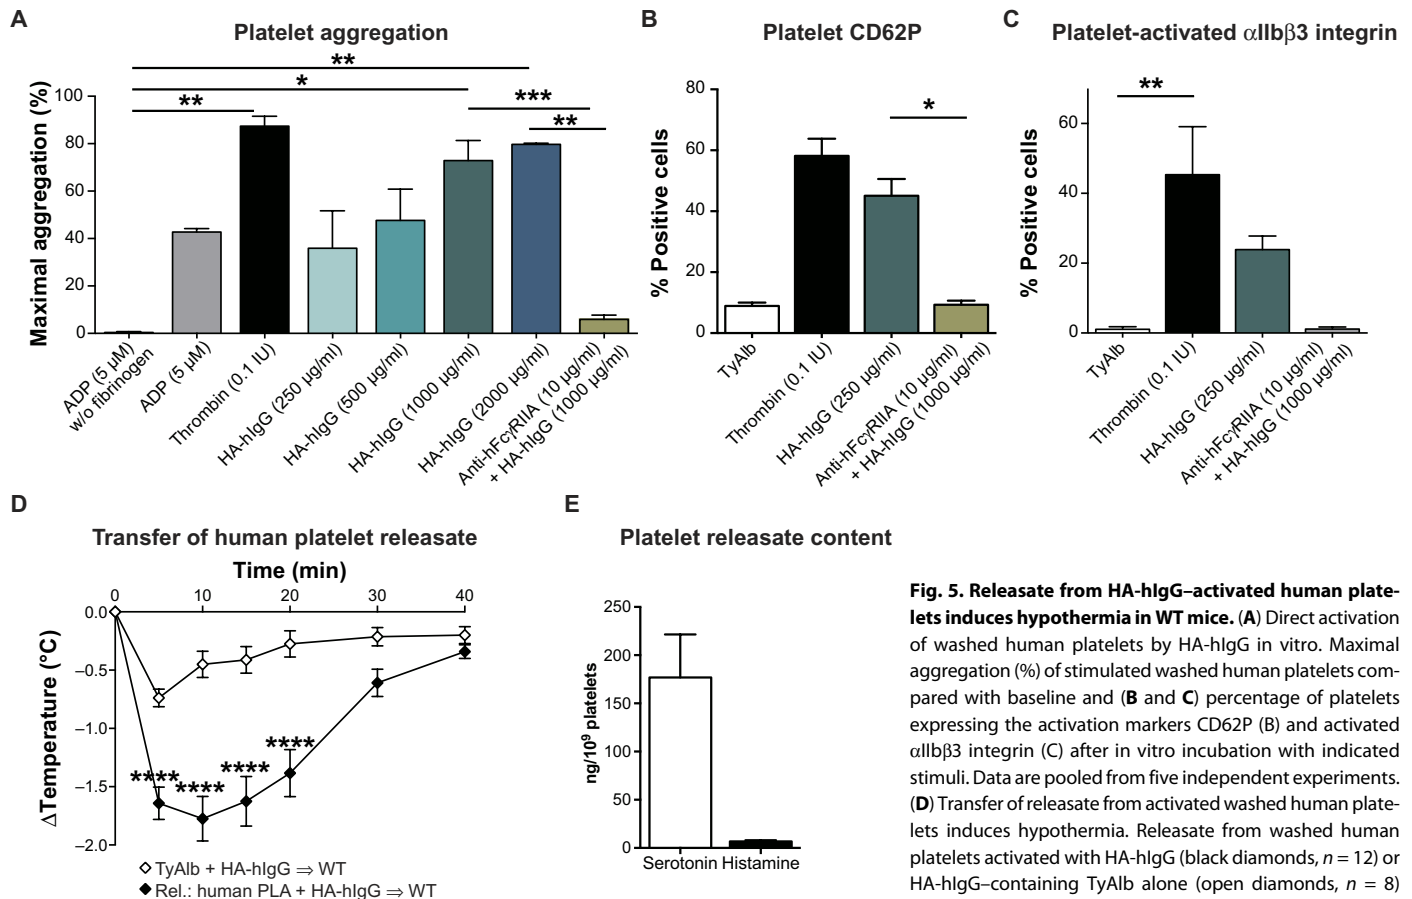 A
Platelet aggregation
**
*
**
***
**
Maximal aggregation (%)
100
80
60
40
20
0
ADP (5 µM)
w/o fibrinogen
ADP (5 µM)
Thrombin (0.1 IU)
HA-hIgG (250 µg/ml)
HA-hIgG (500 µg/ml)
HA-hIgG (1000 µg/ml)
HA-hIgG (2000 µg/ml)
Anti-hFcγRIIA (10 µg/ml)
+ HA-hIgG (1000 µg/ml)
B
Platelet CD62P
*
% Positive cells
80
60
40
20
0
TyAlb
Thrombin (0.1 IU)
HA-hIgG (250 µg/ml)
Anti-hFcγRIIA (10 µg/ml)
+ HA-hIgG (1000 µg/ml)
C
Platelet-activated αIIbβ3 integrin
**
% Positive cells
60
40
20
0
TyAlb
Thrombin (0.1 IU)
HA-hIgG (250 µg/ml)
Anti-hFcγRIIA (10 µg/ml)
+ HA-hIgG (1000 µg/ml)
D
Transfer of human platelet releasate
Time (min)
0 10 20 30 40
ΔTemperature (°C)
0.0
–0.5
–1.0
–1.5
–2.0
****
****
****
****
TyAlb + HA-hIgG ⇒ WT
Rel.: human PLA + HA-hIgG ⇒ WT
E
Platelet releasate content
ng/10⁹ platelets
250
200
150
100
50
0
Serotonin Histamine
Fig. 5. Releasate from HA-hIgG–activated human plate-
lets induces hypothermia in WT mice. (A) Direct activation
of washed human platelets by HA-hIgG in vitro. Maximal
aggregation (%) of stimulated washed human platelets com-
pared with baseline and (B and C) percentage of platelets
expressing the activation markers CD62P (B) and activated
αIIbβ3 integrin (C) after in vitro incubation with indicated
stimuli. Data are pooled from five independent experiments.
(D) Transfer of releasate from activated washed human plate-
lets induces hypothermia. Releasate from washed human
platelets activated with HA-hIgG (black diamonds, n = 12) or
HA-hIgG–containing TyAlb alone (open diamonds, n = 8)